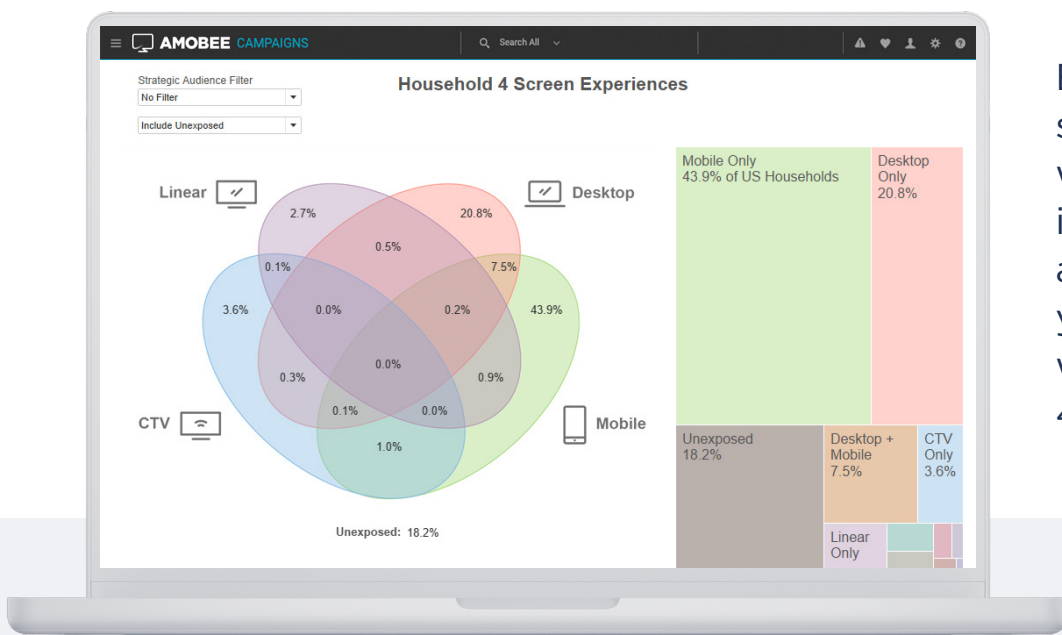 AMOBEE CAMPAIGNS
Search All
Strategic Audience Filter
No Filter
Include Unexposed
Household 4 Screen Experiences
Linear
Desktop
CTV
Mobile
2.7%
20.8%
0.5%
0.1%
7.5%
3.6%
0.0%
0.2%
43.9%
0.0%
0.3%
0.9%
0.1%
0.0%
1.0%
Unexposed: 18.2%
Mobile Only
43.9% of US Households
Desktop
Only
20.8%
Unexposed
18.2%
Desktop +
Mobile
7.5%
CTV
Only
3.6%
Linear
Only